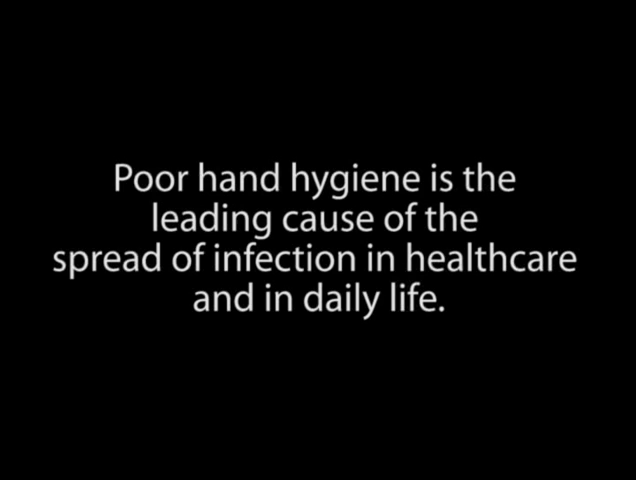 Poor hand hygiene is the
leading cause of the
spread of infection in healthcare
and in daily life.